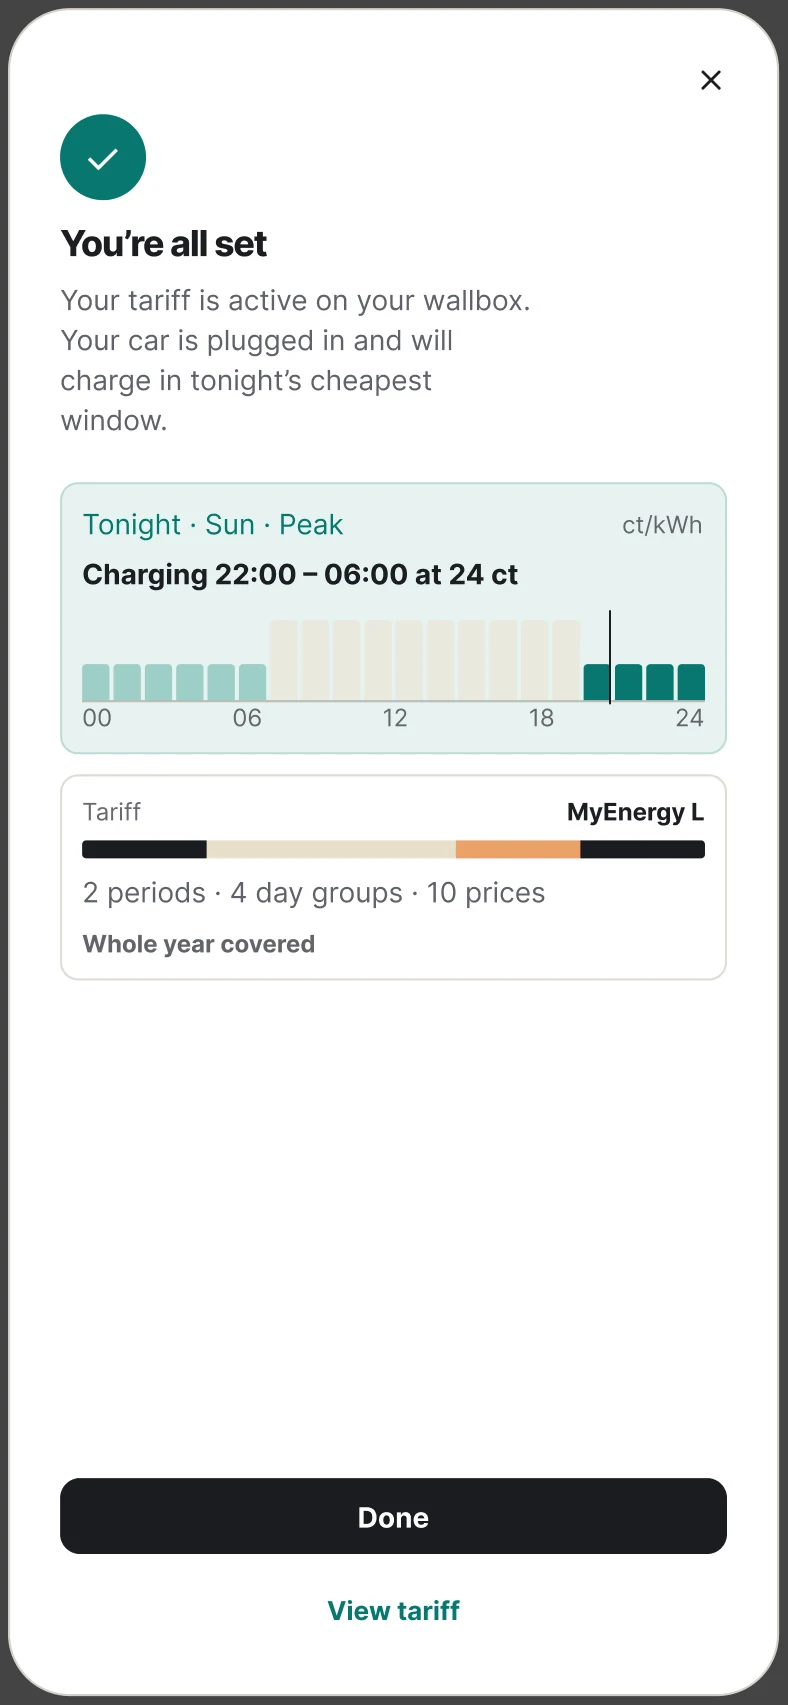 You’re all set
Your tariff is active on your wallbox.
Your car is plugged in and will
charge in tonight’s cheapest
window.
Tonight · Sun · Peak ct/kWh
Charging 22:00 – 06:00 at 24 ct
00 06 12 18 24
Tariff MyEnergy L
2 periods · 4 day groups · 10 prices
Whole year covered
Done
View tariff